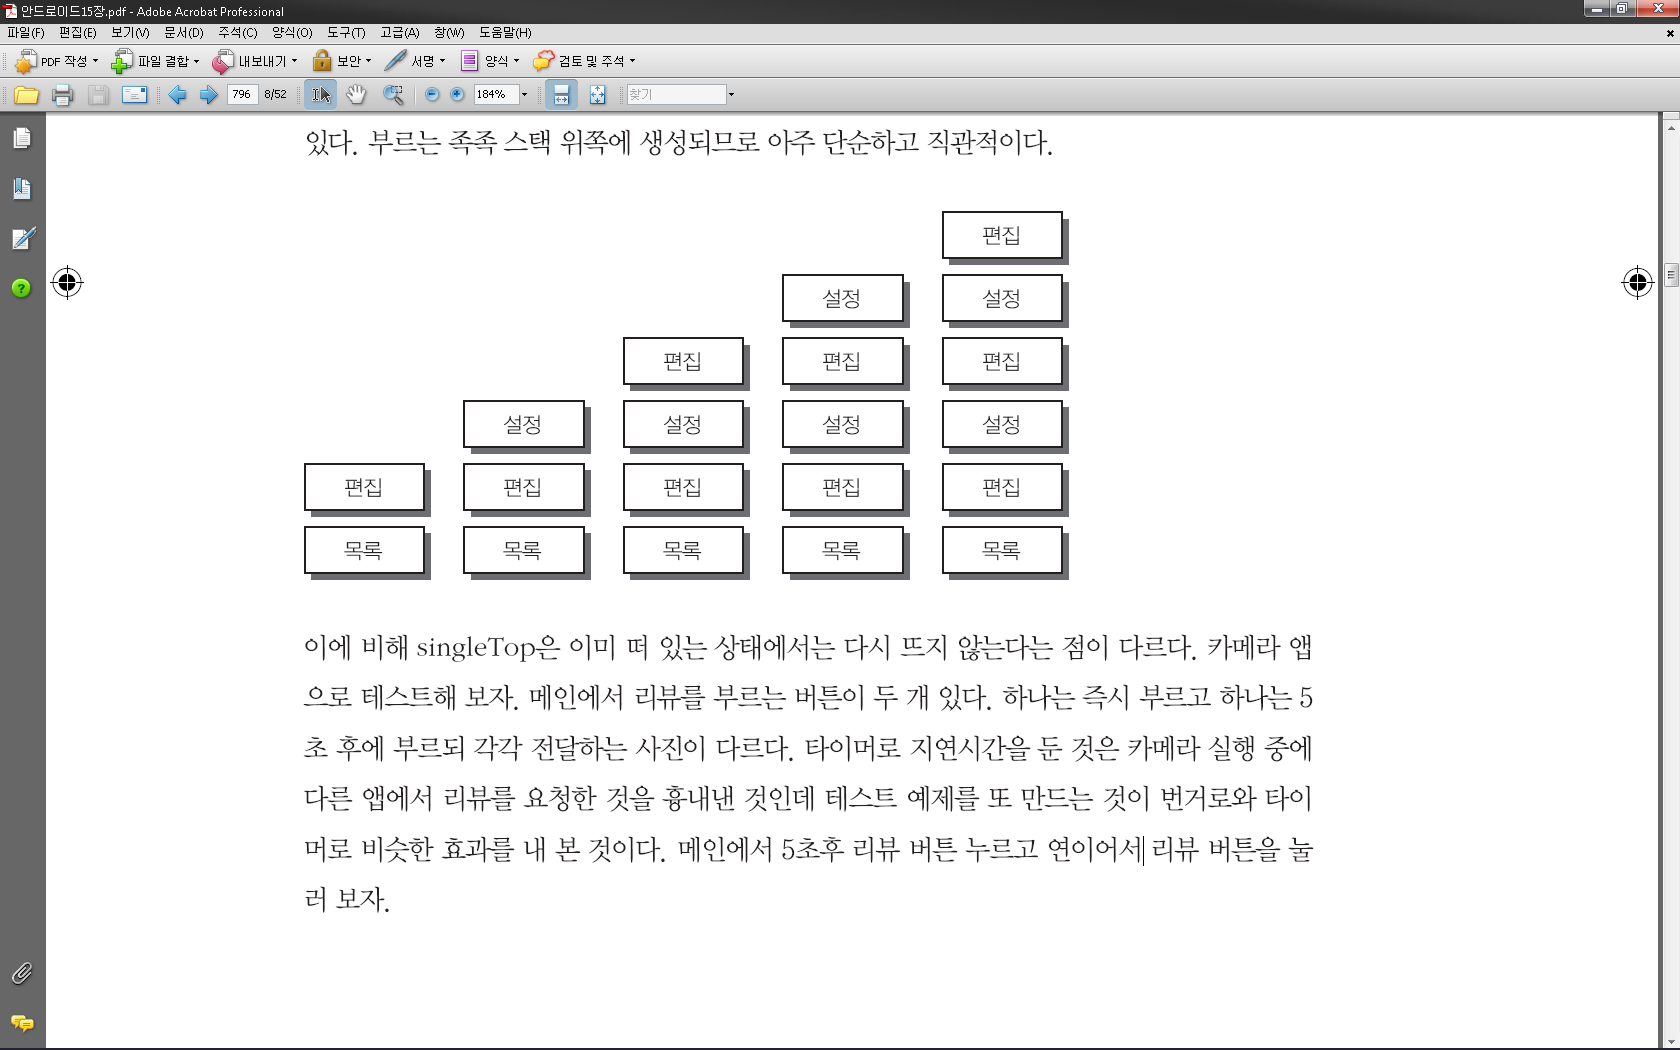 안드로이드15장.pdf - Adobe Acrobat Professional
파일(F) 편집(E) 보기(V) 문서(D) 주석(C) 양식(O) 도구(T) 고급(A) 창(W) 도움말(H)
PDF 작성 파일 결합 내보내기 보안 서명 양식 검토 및 주석
796 8/52 184% 찾기
있다. 부르는 족족 스택 위쪽에 생성되므로 아주 단순하고 직관적이다.
편집
설정 설정
편집 편집 편집
설정 설정 설정 설정
편집 편집 편집 편집 편집
목록 목록 목록 목록 목록
이에 비해 singleTop은 이미 떠 있는 상태에서는 다시 뜨지 않는다는 점이 다르다. 카메라 앱
으로 테스트해 보자. 메인에서 리뷰를 부르는 버튼이 두 개 있다. 하나는 즉시 부르고 하나는 5
초 후에 부르되 각각 전달하는 사진이 다르다. 타이머로 지연시간을 둔 것은 카메라 실행 중에
다른 앱에서 리뷰를 요청한 것을 흉내낸 것인데 테스트 예제를 또 만드는 것이 번거로와 타이
머로 비슷한 효과를 내 본 것이다. 메인에서 5초후 리뷰 버튼 누르고 연이어서 리뷰 버튼을 눌
러 보자.